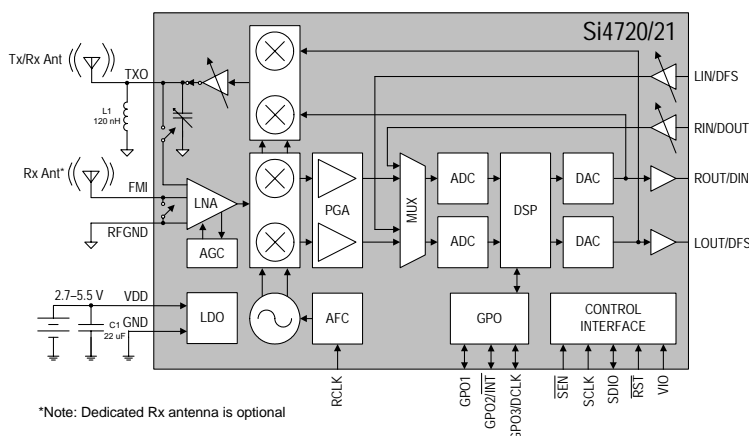 Si4720/21
Tx/Rx Ant
TXO
LIN/DFS
L1
120 nH
RIN/DOUT
Rx Ant*
FMI
LNA
PGA
MUX
ADC
DSP
DAC
ROUT/DIN
RFGND
AGC
ADC
DAC
LOUT/DFS
2.7–5.5 V
VDD
GND
C1
22 uF
LDO
AFC
GPO
CONTROL
INTERFACE
RCLK
GPO1
GPO2/INT
GPO3/DCLK
SEN
SCLK
SDIO
RST
VIO
*Note: Dedicated Rx antenna is optional